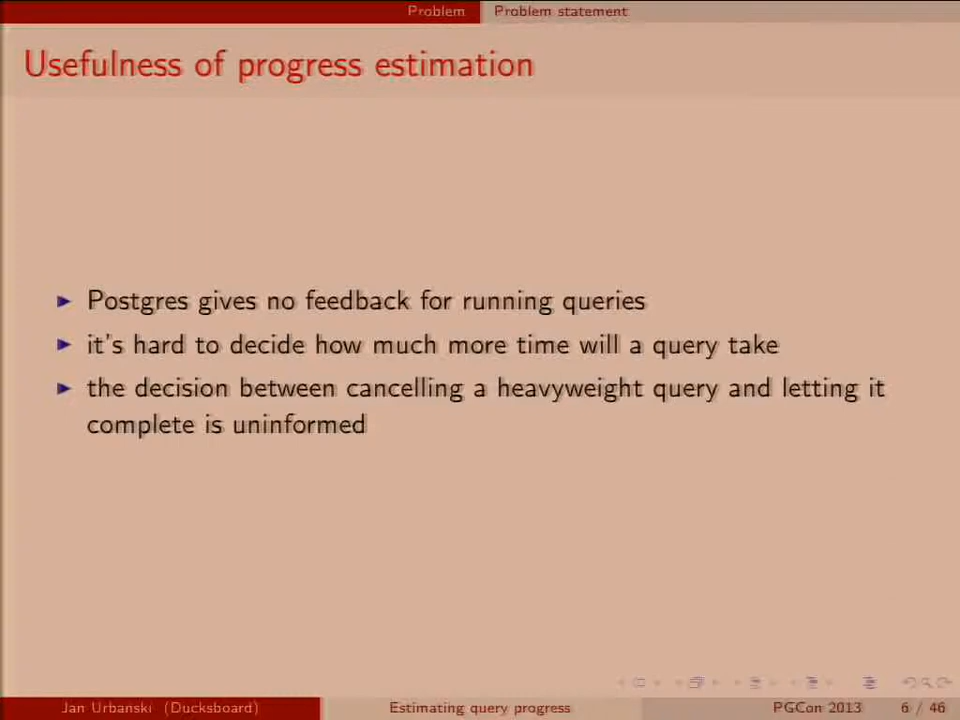 Problem Problem statement
Usefulness of progress estimation
Postgres gives no feedback for running queries
it's hard to decide how much more time will a query take
the decision between cancelling a heavyweight query and letting it
complete is uninformed
Jan Urbański (Ducksboard) Estimating query progress PGCon 2013 6 / 46